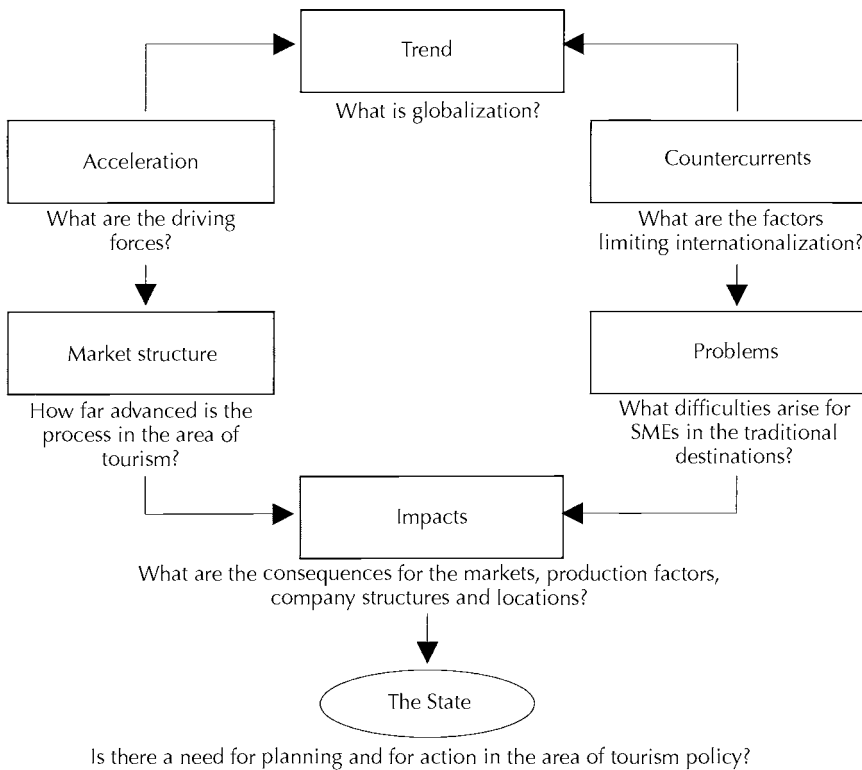 Trend
What is globalization?
Acceleration
What are the driving
forces?
Countercurrents
What are the factors
limiting internationalization?
Market structure
How far advanced is the
process in the area of
tourism?
Problems
What difficulties arise for
SMEs in the traditional
destinations?
Impacts
What are the consequences for the markets, production factors,
company structures and locations?
The State
Is there a need for planning and for action in the area of tourism policy?